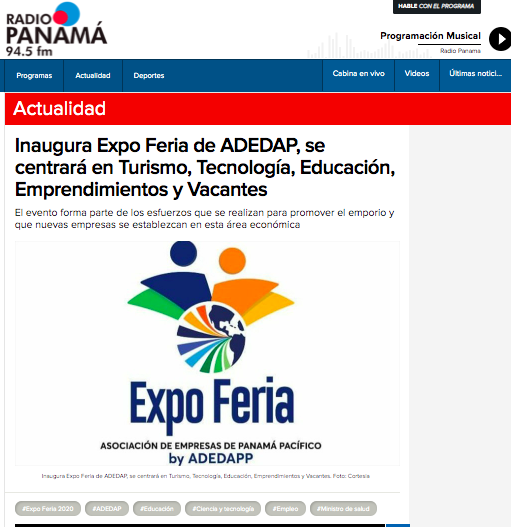 HABLE CON EL PROGRAMA
RADIO
PANAMÁ
94.5 fm
Programación Musical
Radio Panama
Programas
Actualidad
Deportes
Cabina en vivo
Videos
Últimas notici...
Actualidad
Inaugura Expo Feria de ADEDAP, se
centrará en Turismo, Tecnología, Educación,
Emprendimientos y Vacantes
El evento forma parte de los esfuerzos que se realizan para promover el emporio y
que nuevas empresas se establezcan en esta área económica
Expo Feria
ASOCIACIÓN DE EMPRESAS DE PANAMÁ PACÍFICO
by ADEDAPP
Inaugura Expo Feria de ADEDAP, se centrará en Turismo, Tecnología, Educación, Emprendimientos y Vacantes. Foto: Cortesía
#Expo Feria 2020
#ADEDAP
#Educación
#Ciencia y tecnología
#Empleo
#Ministro de salud